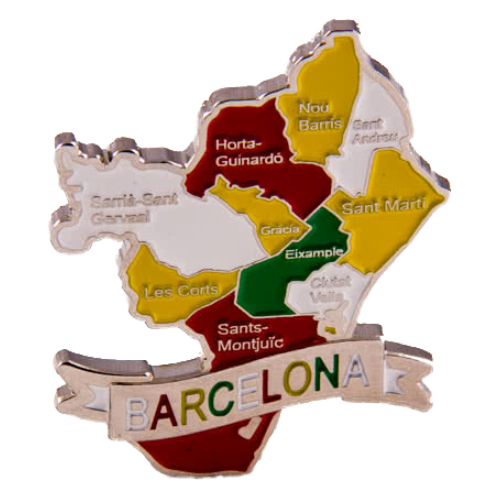 Nou
Barris
Sant
Andreu
Horta-
Guinardó
Sarrià-Sant
Gervasi
Sant Martí
Gràcia
Eixample
Les Corts
Ciutat
Vella
Sants-
Montjuïc
BARCELONA